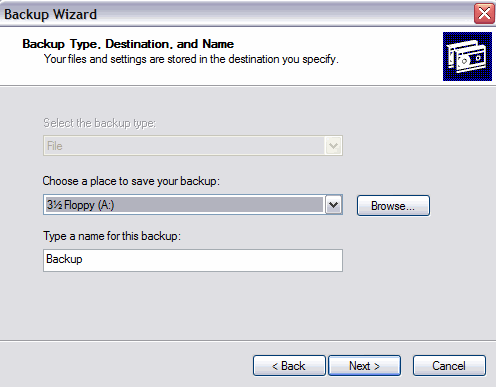 Backup Wizard
Backup Type, Destination, and Name
Your files and settings are stored in the destination you specify.
Select the backup type:
File
Choose a place to save your backup:
3½ Floppy (A:)
Browse...
Type a name for this backup:
Backup
< Back
Next >
Cancel